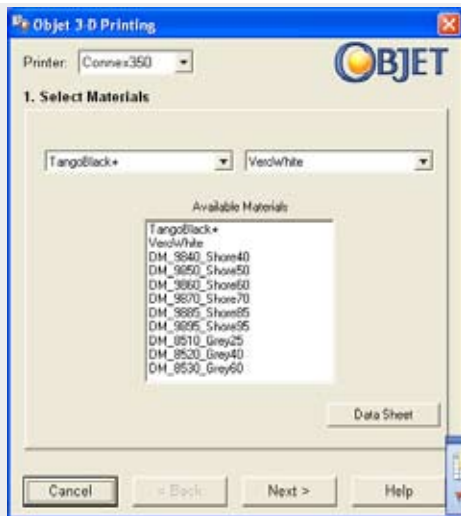 Objet 3-D Printing
Printer: Connex350
OBJET
1. Select Materials
TangoBlack+ VeroWhite
Available Materials
TangoBlack+
VeroWhite
DM_9840_Shore40
DM_9850_Shore50
DM_9860_Shore60
DM_9870_Shore70
DM_9885_Shore85
DM_9895_Shore95
DM_8510_Grey25
DM_8520_Grey40
DM_8530_Grey60
Data Sheet
Cancel < Back Next > Help